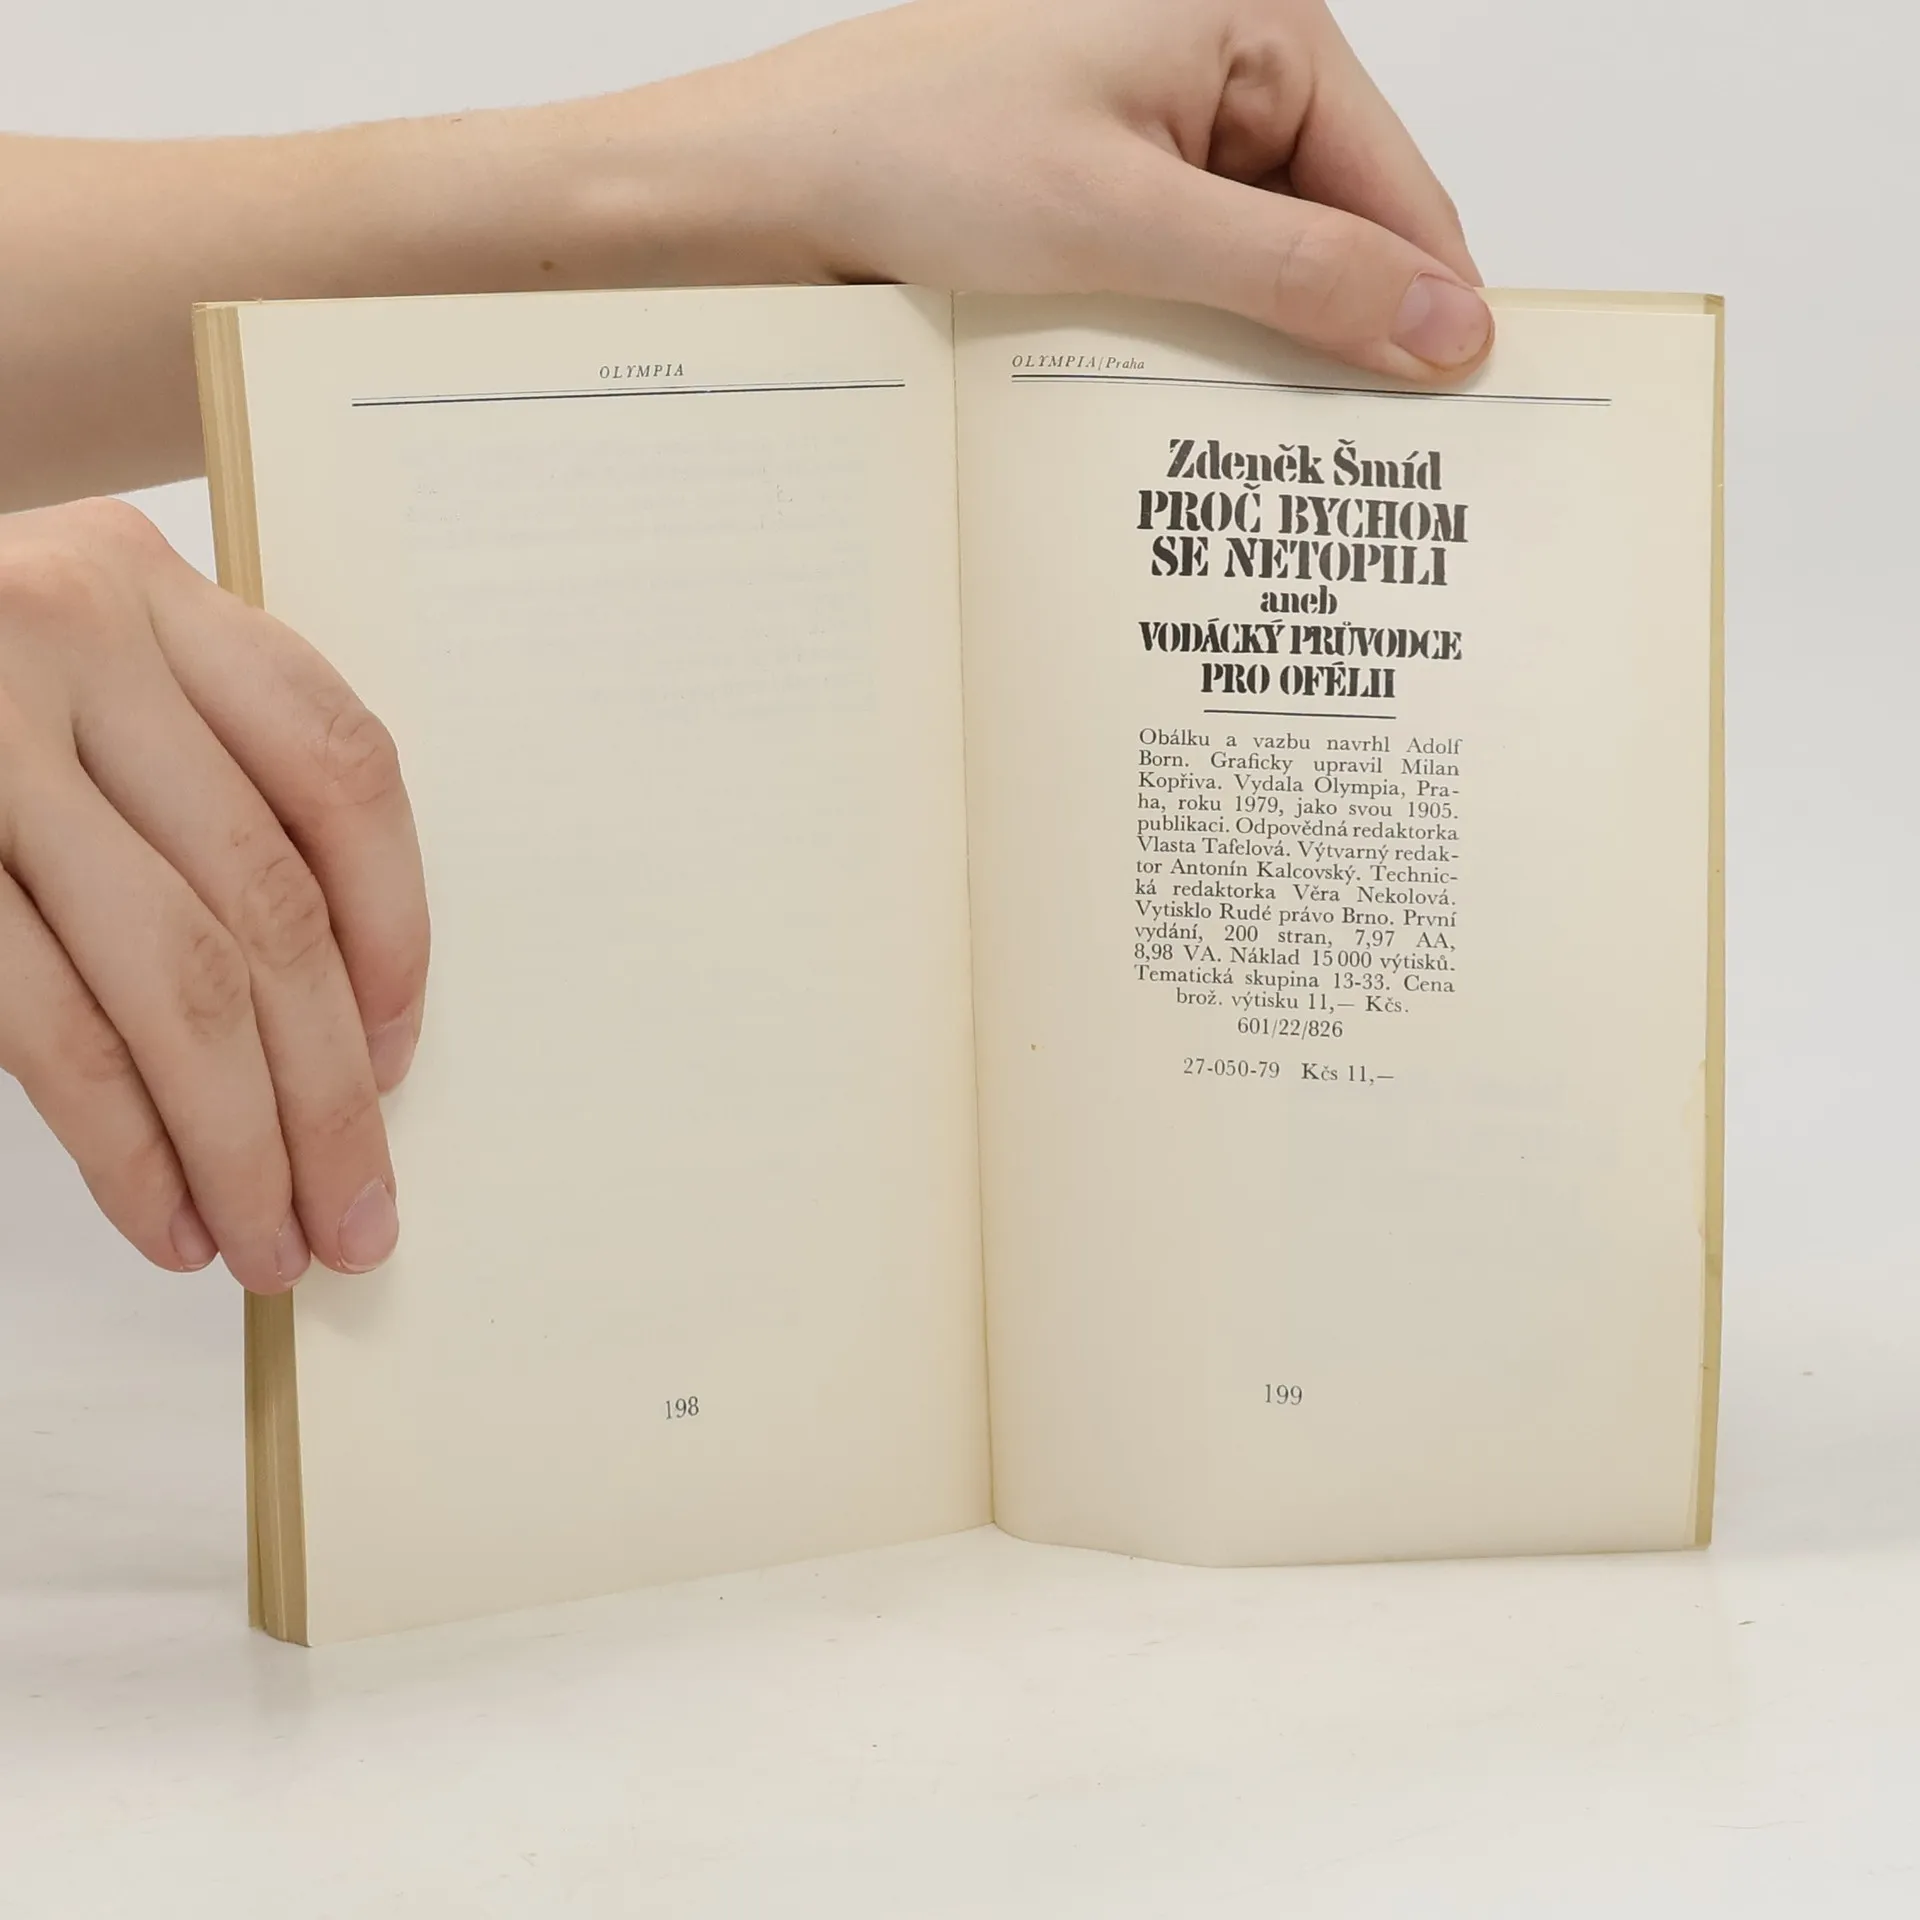 OLYMPIA
198
OLYMPIA/Praha
Zdeněk Šmíd
PROČ BYCHOM
SE NETOPILI
aneb
VODÁCKÝ PRŮVODCE
PRO OFÉLII
Obálku a vazbu navrhl Adolf
Born. Graficky upravil Milan
Kopřiva. Vydala Olympia, Pra-
ha, roku 1979, jako svou 1905.
publikaci. Odpovědná redaktorka
Vlasta Tafelová. Výtvarný redak-
tor Antonín Kalcovský. Technic-
ká redaktorka Věra Nekolová.
Vytisklo Rudé právo Brno. První
vydání, 200 stran, 7,97 AA,
8,98 VA. Náklad 15 000 výtisků.
Tematická skupina 13-33. Cena
brož. výtisku 11,— Kčs.
601/22/826
27-050-79 Kčs 11,—
199